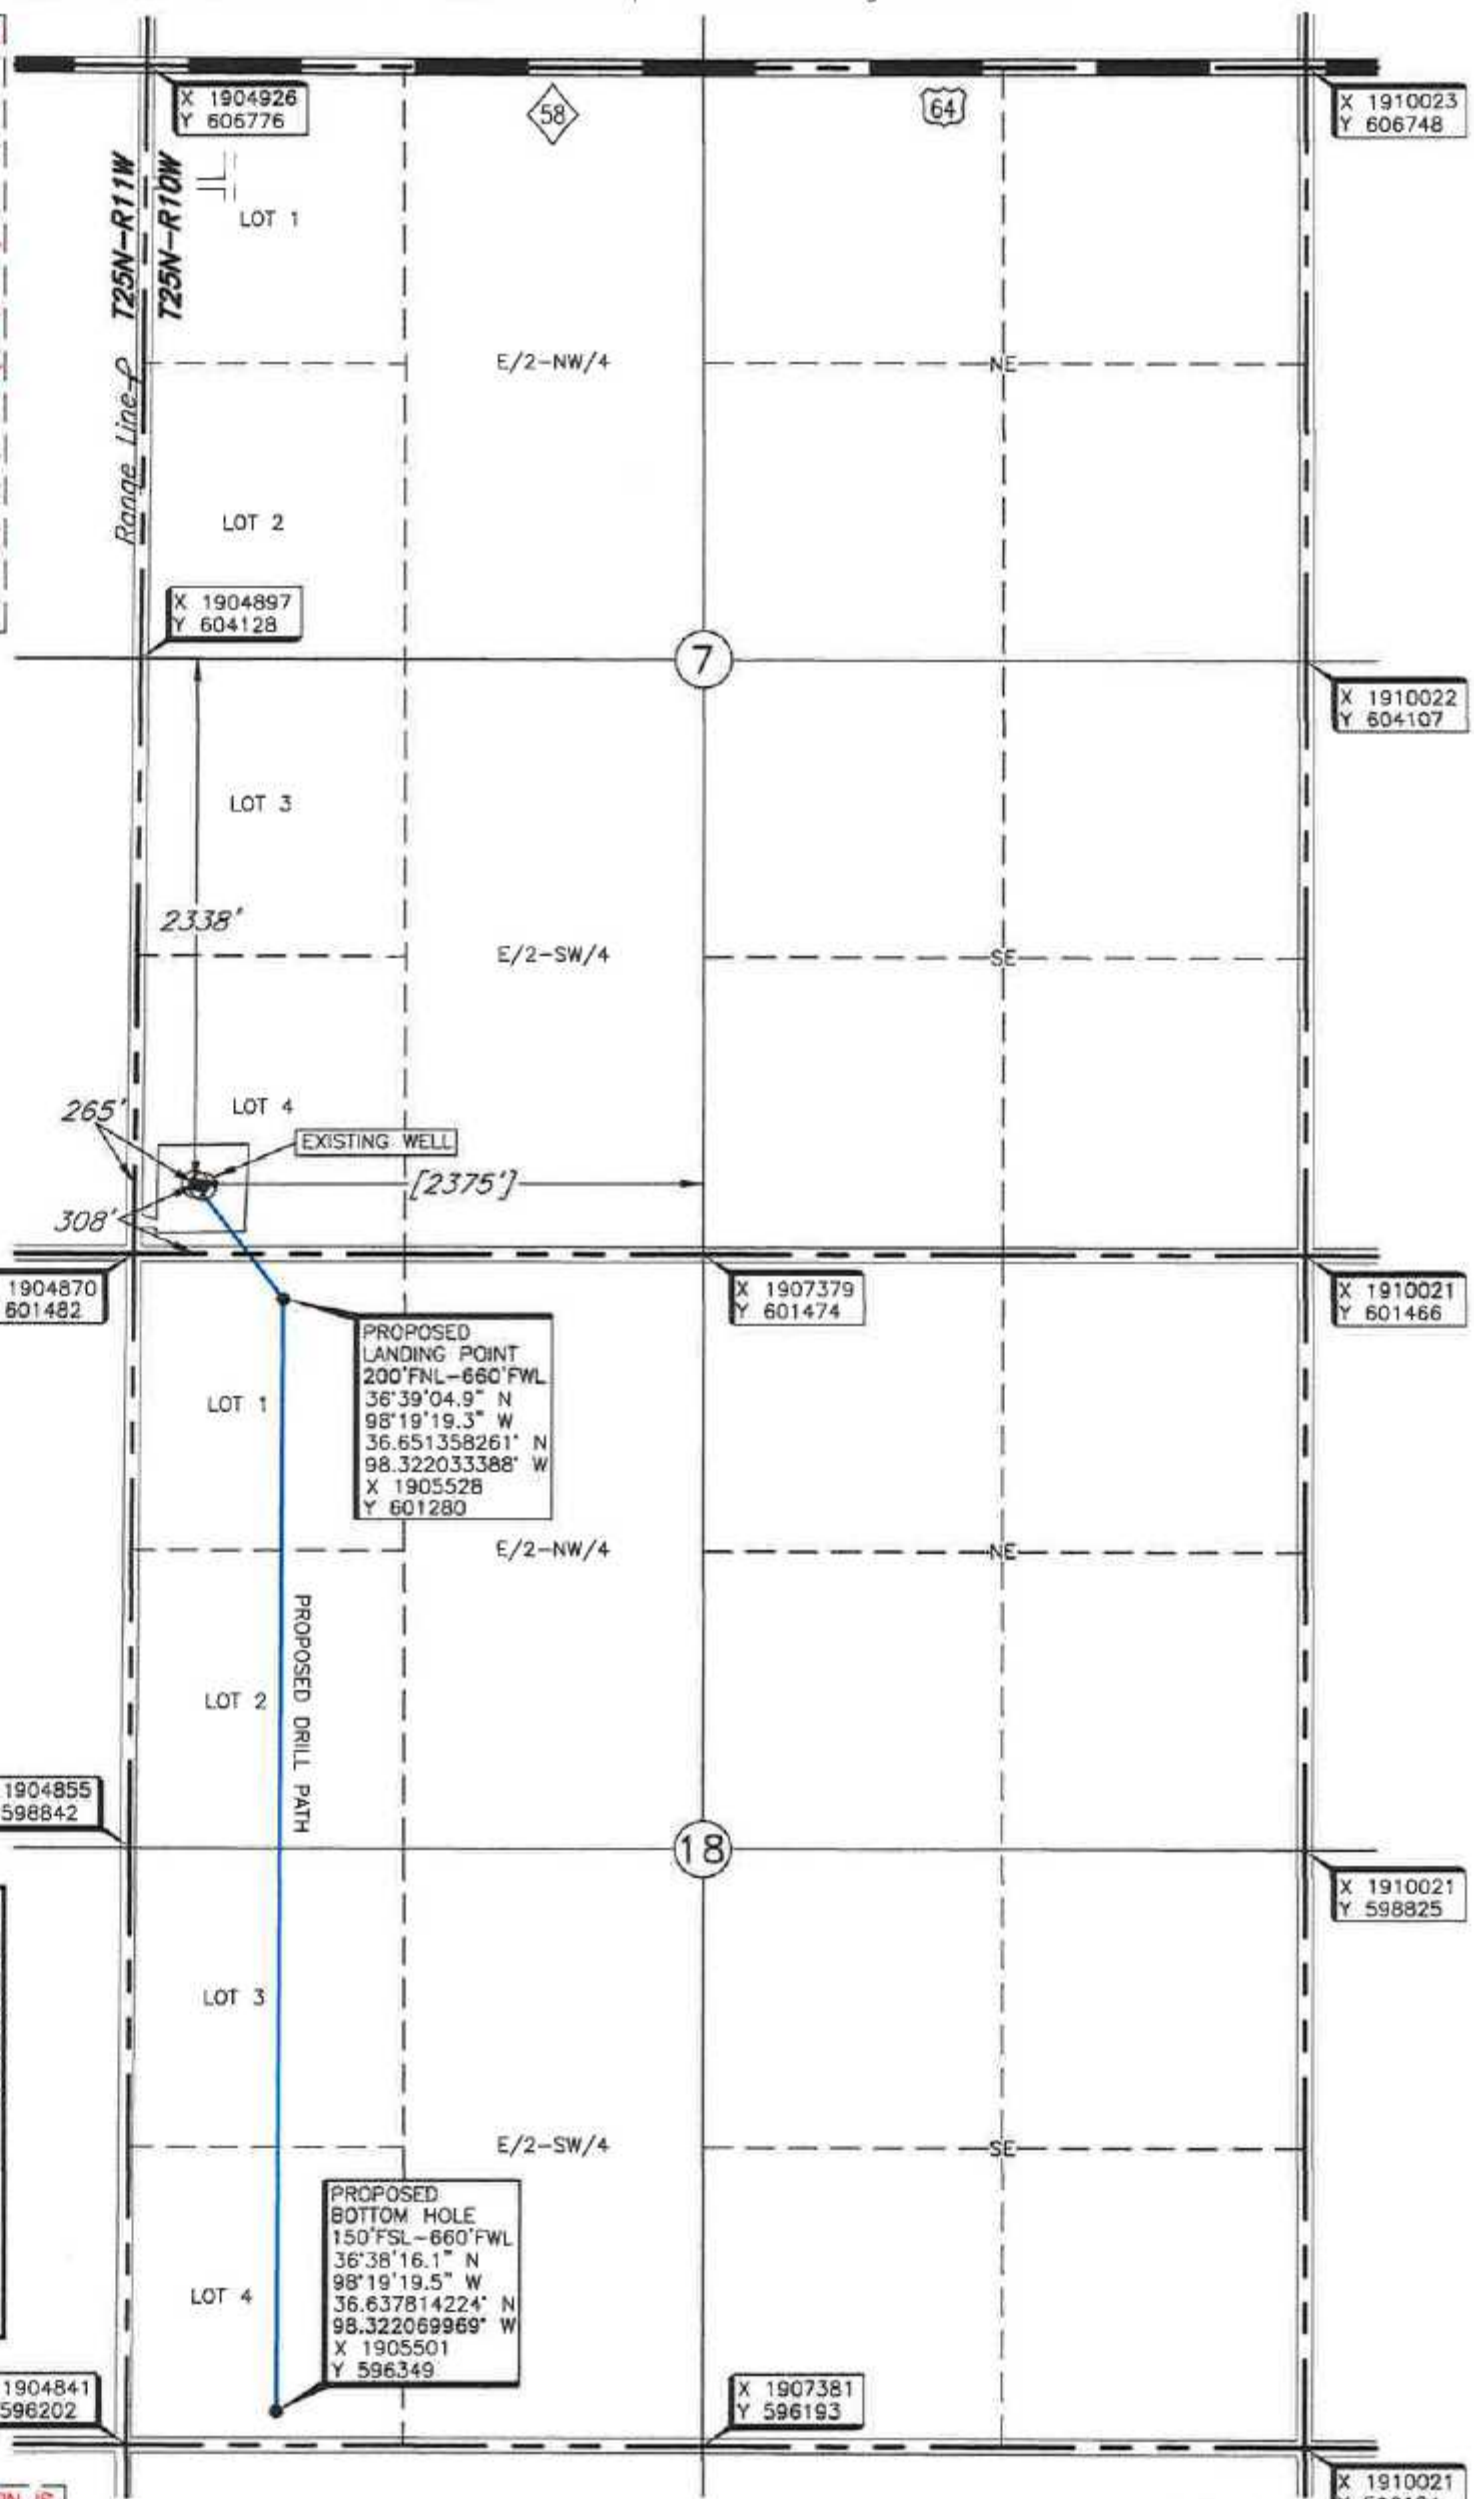 X 1904926
Y 606776
58
64
X 1910023
Y 606748
T25N-R11W
T25N-R10W
LOT 1
E/2-NW/4
NE
Range Line
LOT 2
X 1904897
Y 604128
7
X 1910022
Y 604107
LOT 3
2338'
E/2-SW/4
SE
265'
LOT 4
EXISTING WELL
[2375']
308'
1904870
601482
X 1907379
Y 601474
X 1910021
Y 601466
PROPOSED
LANDING POINT
200'FNL-660'FWL
36°39'04.9" N
98°19'19.3" W
36.651358261° N
98.322033388° W
X 1905528
Y 601280
LOT 1
E/2-NW/4
NE
PROPOSED DRILL PATH
LOT 2
1904855
598842
18
X 1910021
Y 598825
LOT 3
E/2-SW/4
SE
PROPOSED
BOTTOM HOLE
150'FSL-660'FWL
36°38'16.1" N
98°19'19.5" W
36.637814224° N
98.322069969° W
X 1905501
Y 596349
LOT 4
1904841
596202
X 1907381
Y 596193
X 1910021